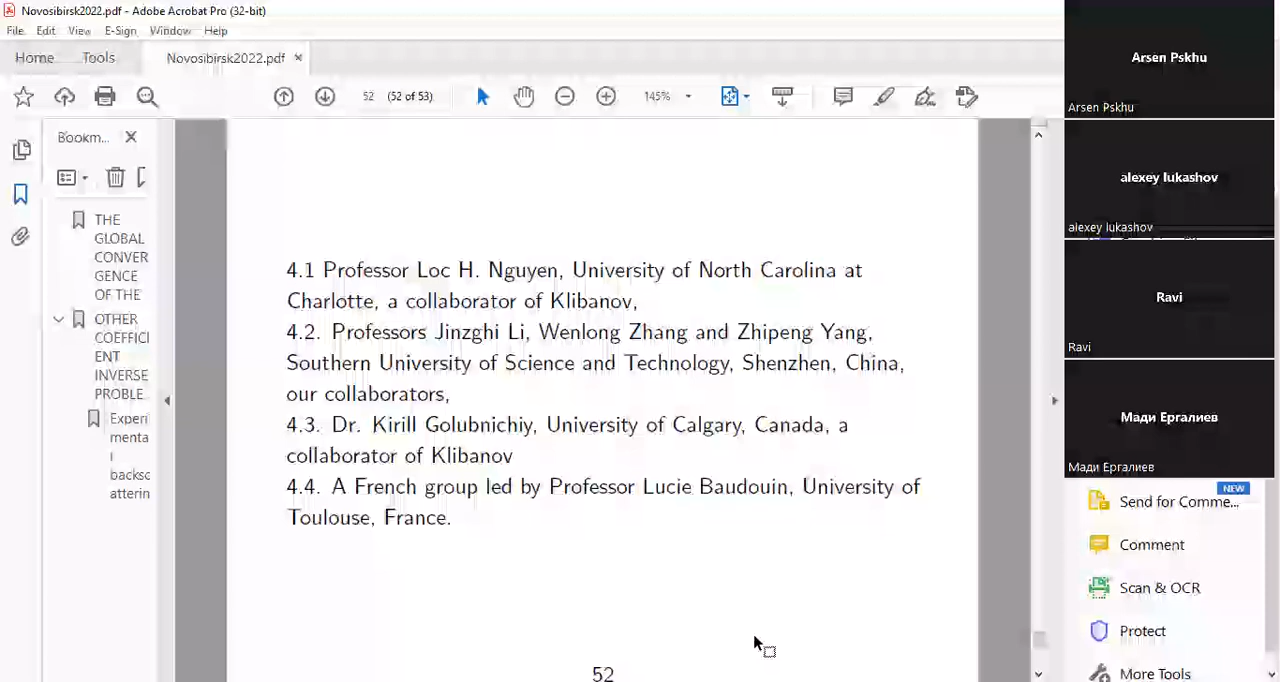 Novosibirsk2022.pdf - Adobe Acrobat Pro (32-bit)
File Edit View E-Sign Window Help
Home Tools Novosibirsk2022.pdf ×
52 (52 of 53) 145%
Bookm...
THE
GLOBAL
CONVER
GENCE
OF THE
OTHER
COEFFICI
ENT
INVERSE
PROBLE..
Experi
menta
l
backsc
atterin
4.1 Professor Loc H. Nguyen, University of North Carolina at
Charlotte, a collaborator of Klibanov,
4.2. Professors Jinzghi Li, Wenlong Zhang and Zhipeng Yang,
Southern University of Science and Technology, Shenzhen, China,
our collaborators,
4.3. Dr. Kirill Golubnichiy, University of Calgary, Canada, a
collaborator of Klibanov
4.4. A French group led by Professor Lucie Baudouin, University of
Toulouse, France.
52
Arsen Pskhu
Arsen Pskhu
alexey lukashov
alexey lukashov
Ravi
Ravi
Мади Ергалиев
Мади Ергалиев
NEW
Send for Comme...
Comment
Scan & OCR
Protect
More Tools